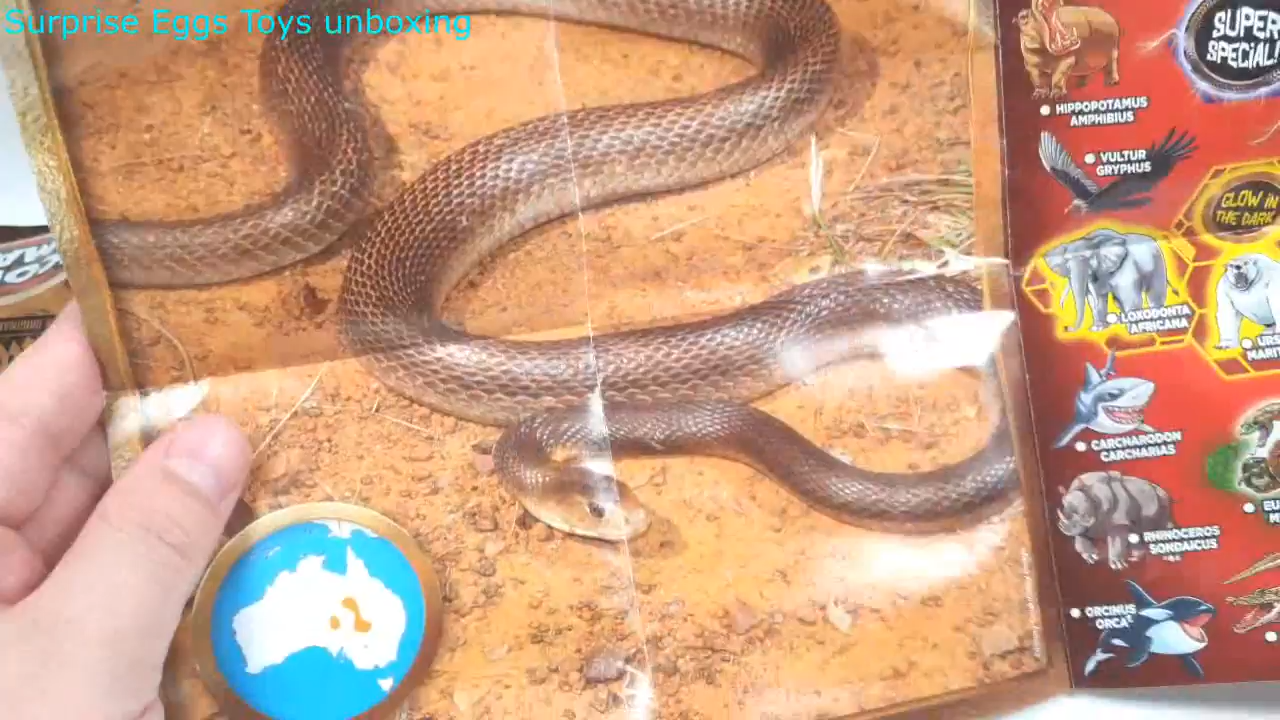 Surprise Eggs Toys unboxing
SUPER
SPECIAL!
HIPPOPOTAMUS
AMPHIBIUS
VULTUR
GRYPHUS
GLOW IN
THE DARK
LOXODONTA
AFRICANA
CARCHARODON
CARCHARIAS
RHINOCEROS
SONDAICUS
ORCINUS
ORCA